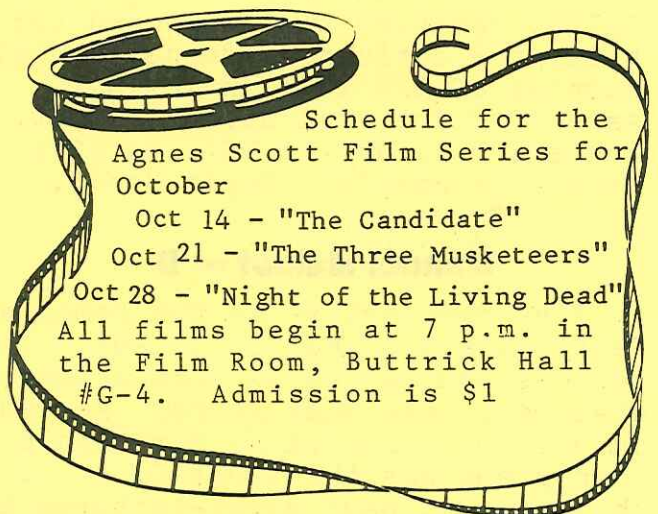 Schedule for the
Agnes Scott Film Series for
October
Oct 14 - "The Candidate"
Oct 21 - "The Three Musketeers"
Oct 28 - "Night of the Living Dead"
All films begin at 7 p.m. in
the Film Room, Buttrick Hall
#G-4. Admission is $1